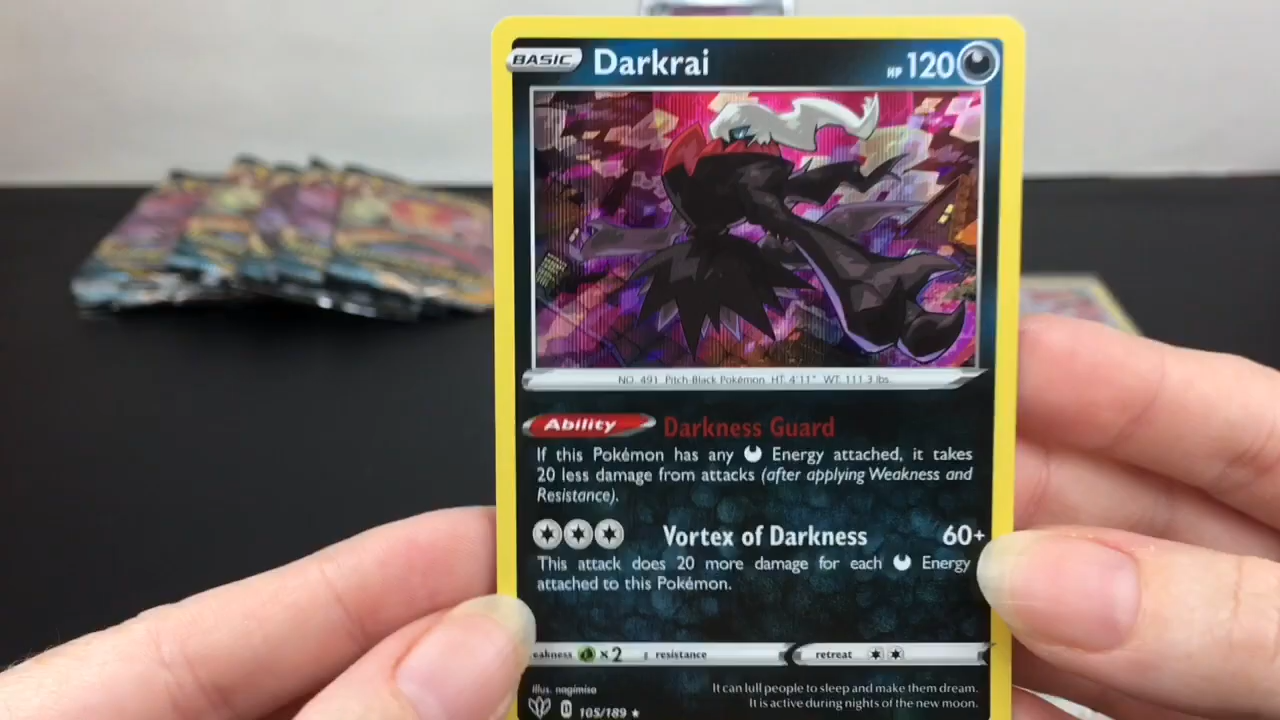 BASIC Darkrai HP 120
NO. 491 Pitch-Black Pokémon HT: 4'11" WT: 111.3 lbs.
Ability Darkness Guard
If this Pokémon has any Energy attached, it takes
20 less damage from attacks (after applying Weakness and
Resistance).
Vortex of Darkness 60+
This attack does 20 more damage for each Energy
attached to this Pokémon.
eakness ×2 resistance retreat
Illus. nagimiso
105/189 ★
It can lull people to sleep and make them dream.
It is active during nights of the new moon.